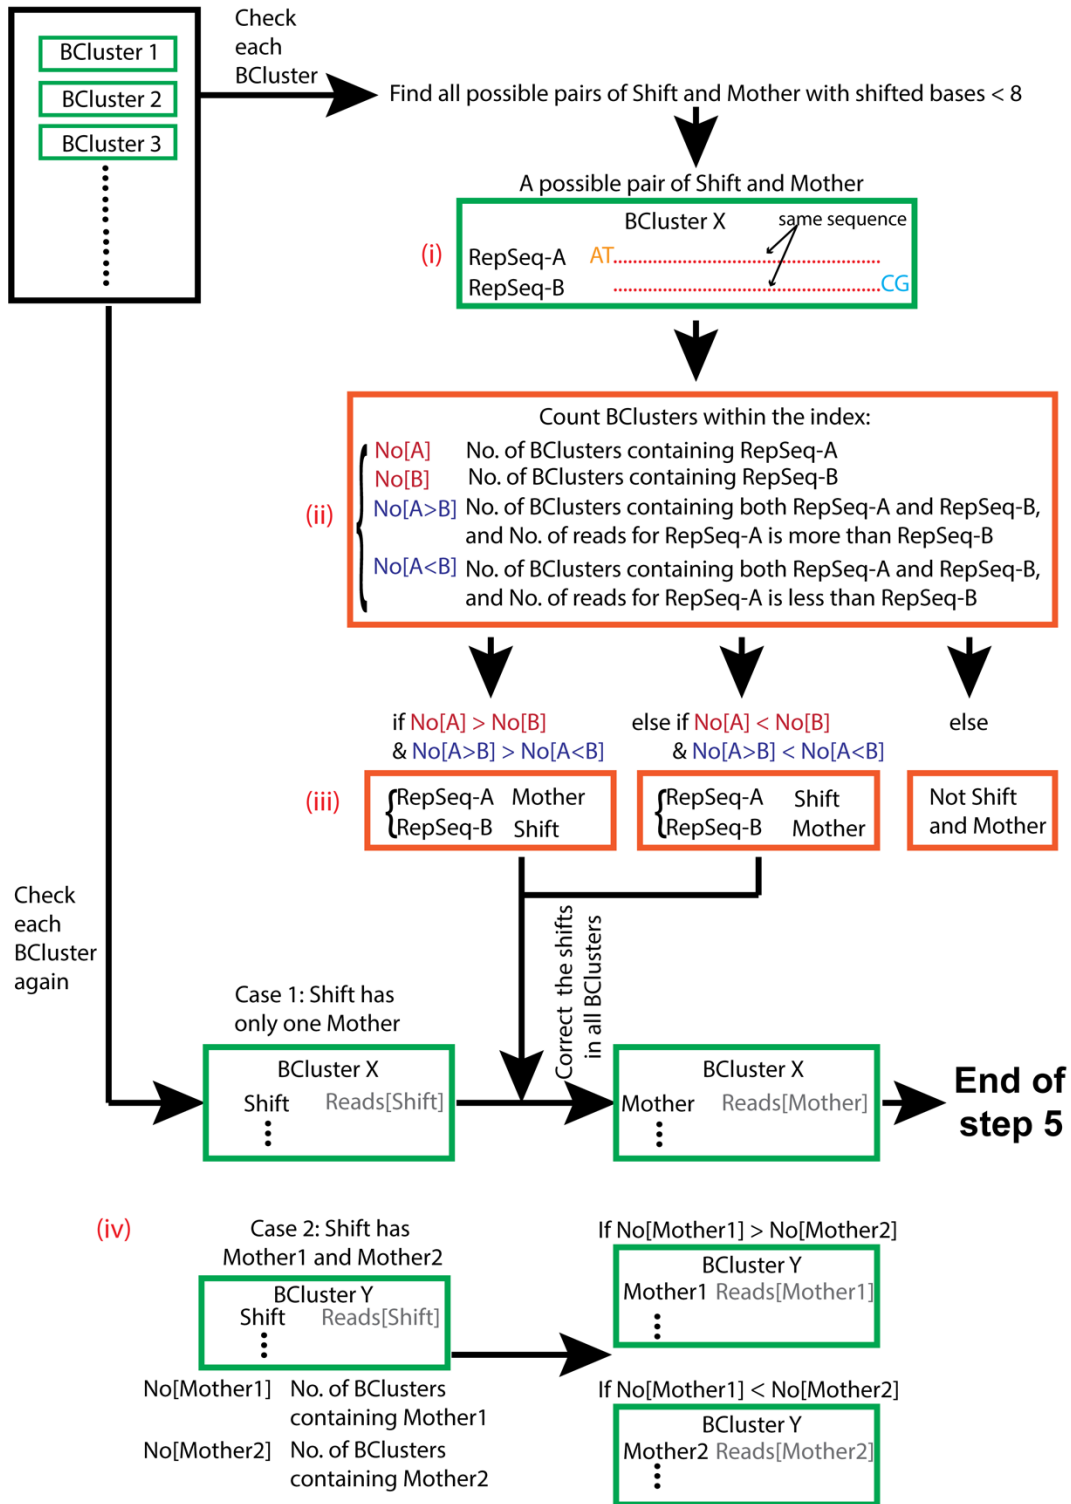 Check
each
BCluster
BCluster 1
BCluster 2
BCluster 3
Find all possible pairs of Shift and Mother with shifted bases < 8
A possible pair of Shift and Mother
BCluster X
same sequence
(i)
RepSeq-A AT
RepSeq-B CG
Count BClusters within the index:
No[A] No. of BClusters containing RepSeq-A
No[B] No. of BClusters containing RepSeq-B
(ii)
No[A>B] No. of BClusters containing both RepSeq-A and RepSeq-B,
and No. of reads for RepSeq-A is more than RepSeq-B
No[A<B] No. of BClusters containing both RepSeq-A and RepSeq-B,
and No. of reads for RepSeq-A is less than RepSeq-B
if No[A] > No[B]
& No[A>B] > No[A<B]
else if No[A] < No[B]
& No[A>B] < No[A<B]
else
(iii)
RepSeq-A Mother
RepSeq-B Shift
RepSeq-A Shift
RepSeq-B Mother
Not Shift
and Mother
Check
each
BCluster
again
Correct the shifts
in all BClusters
Case 1: Shift has
only one Mother
BCluster X
Shift Reads[Shift]
BCluster X
Mother Reads[Mother]
End of
step 5
(iv)
Case 2: Shift has
Mother1 and Mother2
BCluster Y
Shift Reads[Shift]
No[Mother1] No. of BClusters
containing Mother1
No[Mother2] No. of BClusters
containing Mother2
If No[Mother1] > No[Mother2]
BCluster Y
Mother1 Reads[Mother1]
If No[Mother1] < No[Mother2]
BCluster Y
Mother2 Reads[Mother2]